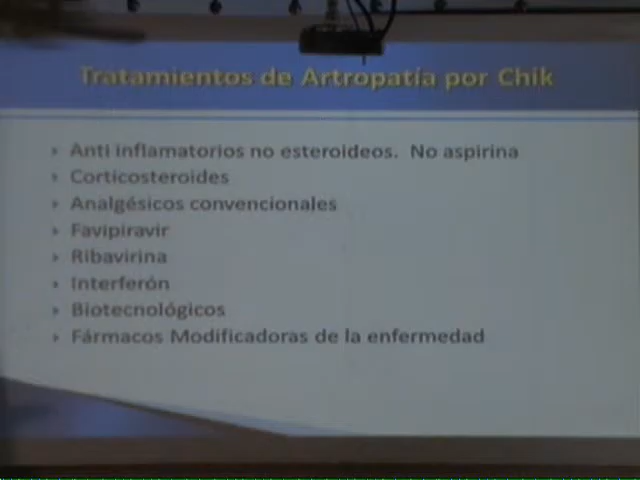 Tratamientos de Artropatía por Chik
Anti inflamatorios no esteroideos. No aspirina
Corticosteroides
Analgésicos convencionales
Favipiravir
Ribavirina
Interferón
Biotecnológicos
Fármacos Modificadoras de la enfermedad